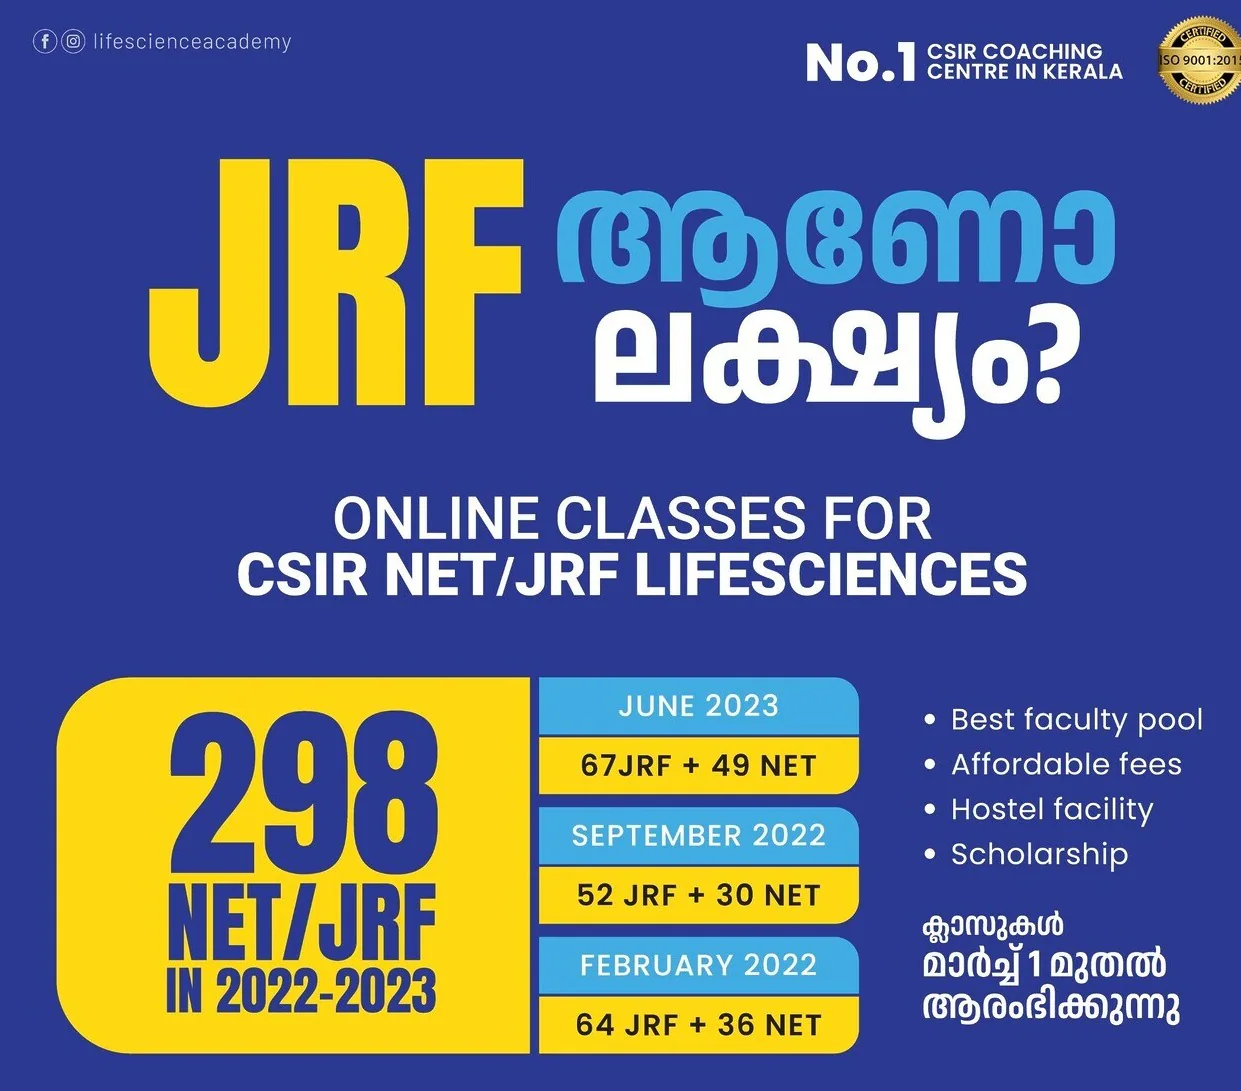 lifescienceacademy
No.1 CSIR COACHING
CENTRE IN KERALA
CERTIFIED
ISO 9001:2015
CERTIFIED
JRF ആണോ
ലക്ഷ്യം?
ONLINE CLASSES FOR
CSIR NET/JRF LIFESCIENCES
298
NET/JRF
IN 2022-2023
JUNE 2023
67JRF + 49 NET
SEPTEMBER 2022
52 JRF + 30 NET
FEBRUARY 2022
64 JRF + 36 NET
• Best faculty pool
• Affordable fees
• Hostel facility
• Scholarship
ക്ലാസുകൾ
മാർച്ച് 1 മുതൽ
ആരംഭിക്കുന്നു